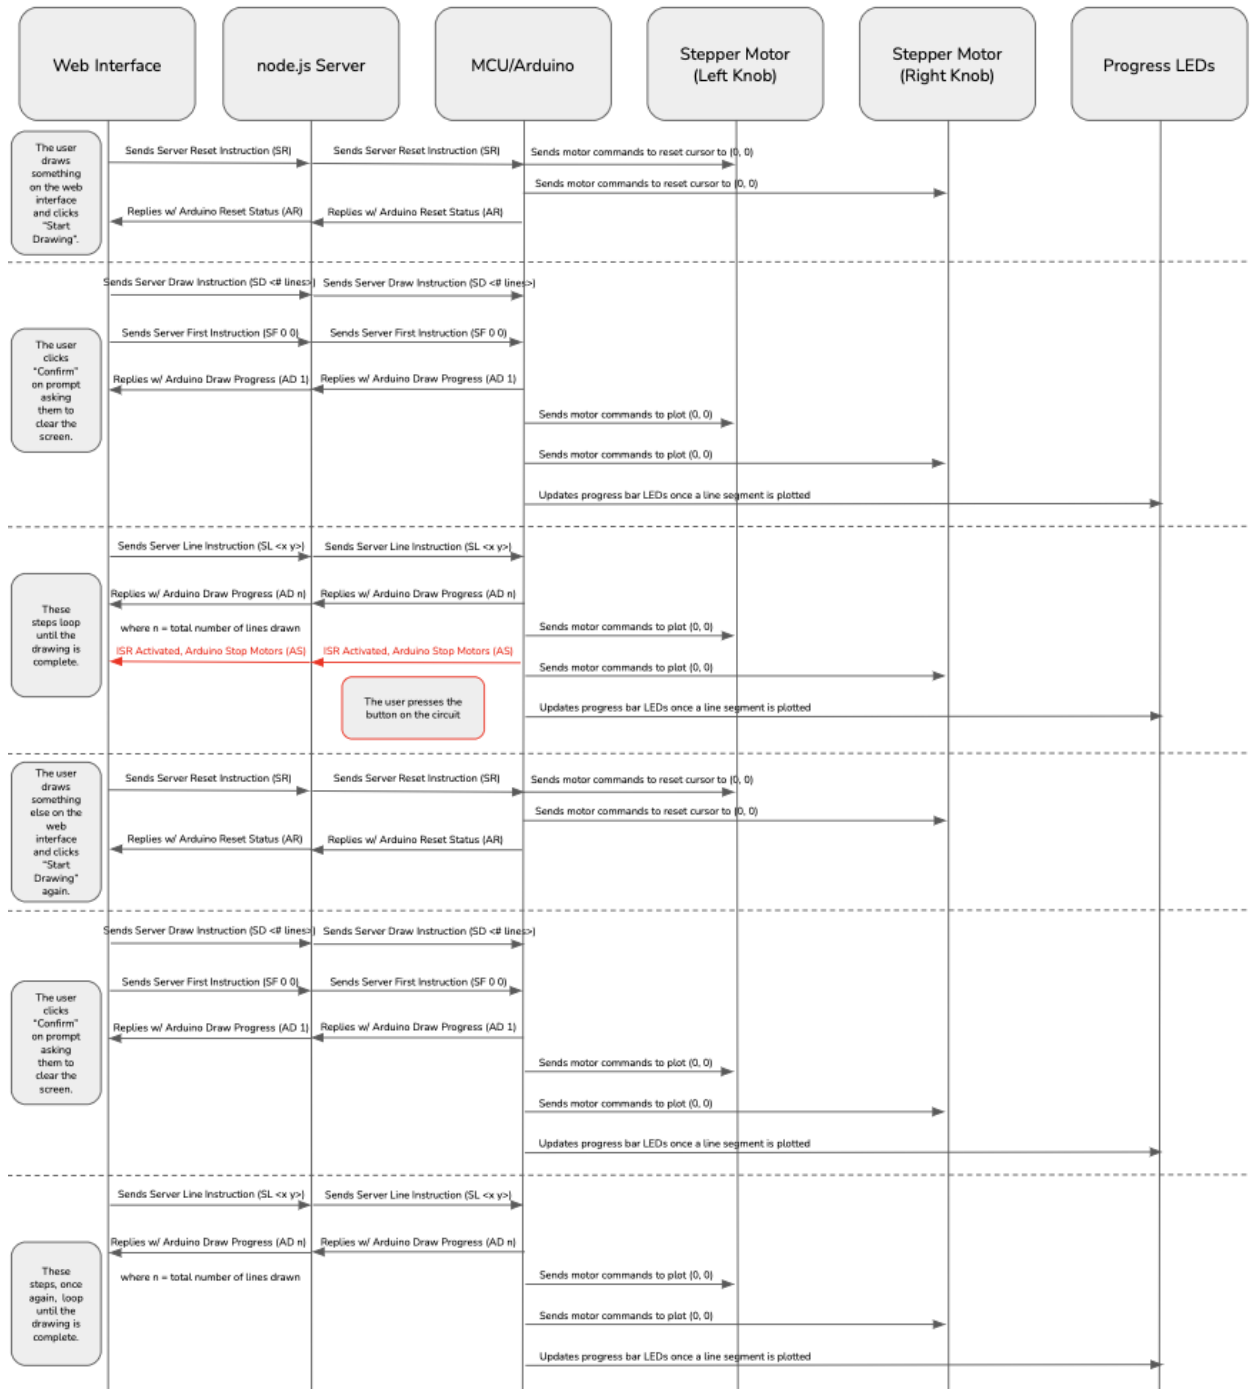 Web Interface
node.js Server
MCU/Arduino
Stepper Motor
(Left Knob)
Stepper Motor
(Right Knob)
Progress LEDs
The user
draws
something
on the web
interface
and clicks
"Start
Drawing".
Sends Server Reset Instruction (SR)
Sends Server Reset Instruction (SR)
Sends motor commands to reset cursor to (0, 0)
Sends motor commands to reset cursor to (0, 0)
Replies w/ Arduino Reset Status (AR)
Replies w/ Arduino Reset Status (AR)
Sends Server Draw Instruction (SD <# lines>)
Sends Server Draw Instruction (SD <# lines>)
The user
clicks
"Confirm"
on prompt
asking
them to
clear the
screen.
Sends Server First Instruction (SF 0 0)
Sends Server First Instruction (SF 0 0)
Replies w/ Arduino Draw Progress (AD 1)
Replies w/ Arduino Draw Progress (AD 1)
Sends motor commands to plot (0, 0)
Sends motor commands to plot (0, 0)
Updates progress bar LEDs once a line segment is plotted
Sends Server Line Instruction (SL <x y>)
Sends Server Line Instruction (SL <x y>)
These
steps loop
until the
drawing is
complete.
Replies w/ Arduino Draw Progress (AD n)
Replies w/ Arduino Draw Progress (AD n)
where n = total number of lines drawn
Sends motor commands to plot (0, 0)
ISR Activated, Arduino Stop Motors (AS)
ISR Activated, Arduino Stop Motors (AS)
Sends motor commands to plot (0, 0)
The user presses the
button on the circuit
Updates progress bar LEDs once a line segment is plotted
The user
draws
something
else on the
web
interface
and clicks
"Start
Drawing"
again.
Sends Server Reset Instruction (SR)
Sends Server Reset Instruction (SR)
Sends motor commands to reset cursor to (0, 0)
Sends motor commands to reset cursor to (0, 0)
Replies w/ Arduino Reset Status (AR)
Replies w/ Arduino Reset Status (AR)
Sends Server Draw Instruction (SD <# lines>)
Sends Server Draw Instruction (SD <# lines>)
The user
clicks
"Confirm"
on prompt
asking
them to
clear the
screen.
Sends Server First Instruction (SF 0 0)
Sends Server First Instruction (SF 0 0)
Replies w/ Arduino Draw Progress (AD 1)
Replies w/ Arduino Draw Progress (AD 1)
Sends motor commands to plot (0, 0)
Sends motor commands to plot (0, 0)
Updates progress bar LEDs once a line segment is plotted
Sends Server Line Instruction (SL <x y>)
Sends Server Line Instruction (SL <x y>)
These
steps, once
again, loop
until the
drawing is
complete.
Replies w/ Arduino Draw Progress (AD n)
Replies w/ Arduino Draw Progress (AD n)
where n = total number of lines drawn
Sends motor commands to plot (0, 0)
Sends motor commands to plot (0, 0)
Updates progress bar LEDs once a line segment is plotted